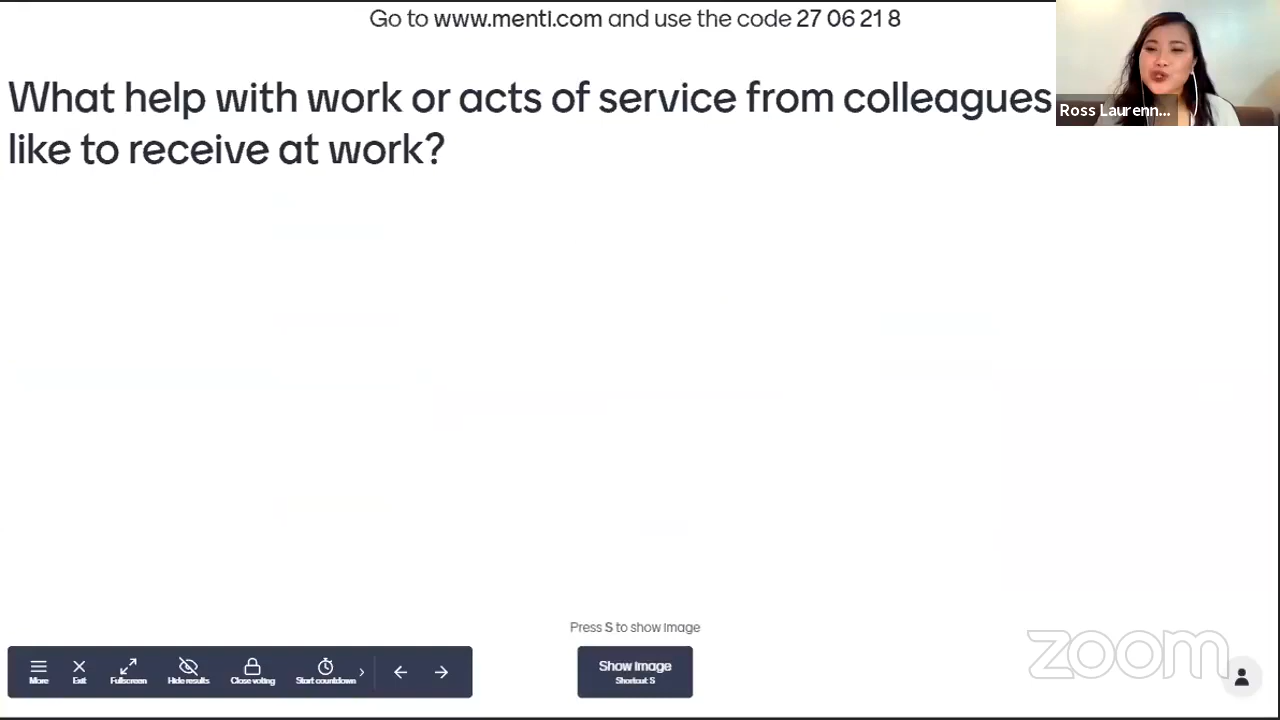 Go to www.menti.com and use the code 27 06 21 8
Ross Laurenn...
What help with work or acts of service from colleagues
like to receive at work?
Press S to show image
Show image
Shortcut S
More
Exit
Fullscreen
Hide results
Close voting
Start countdown
zoom